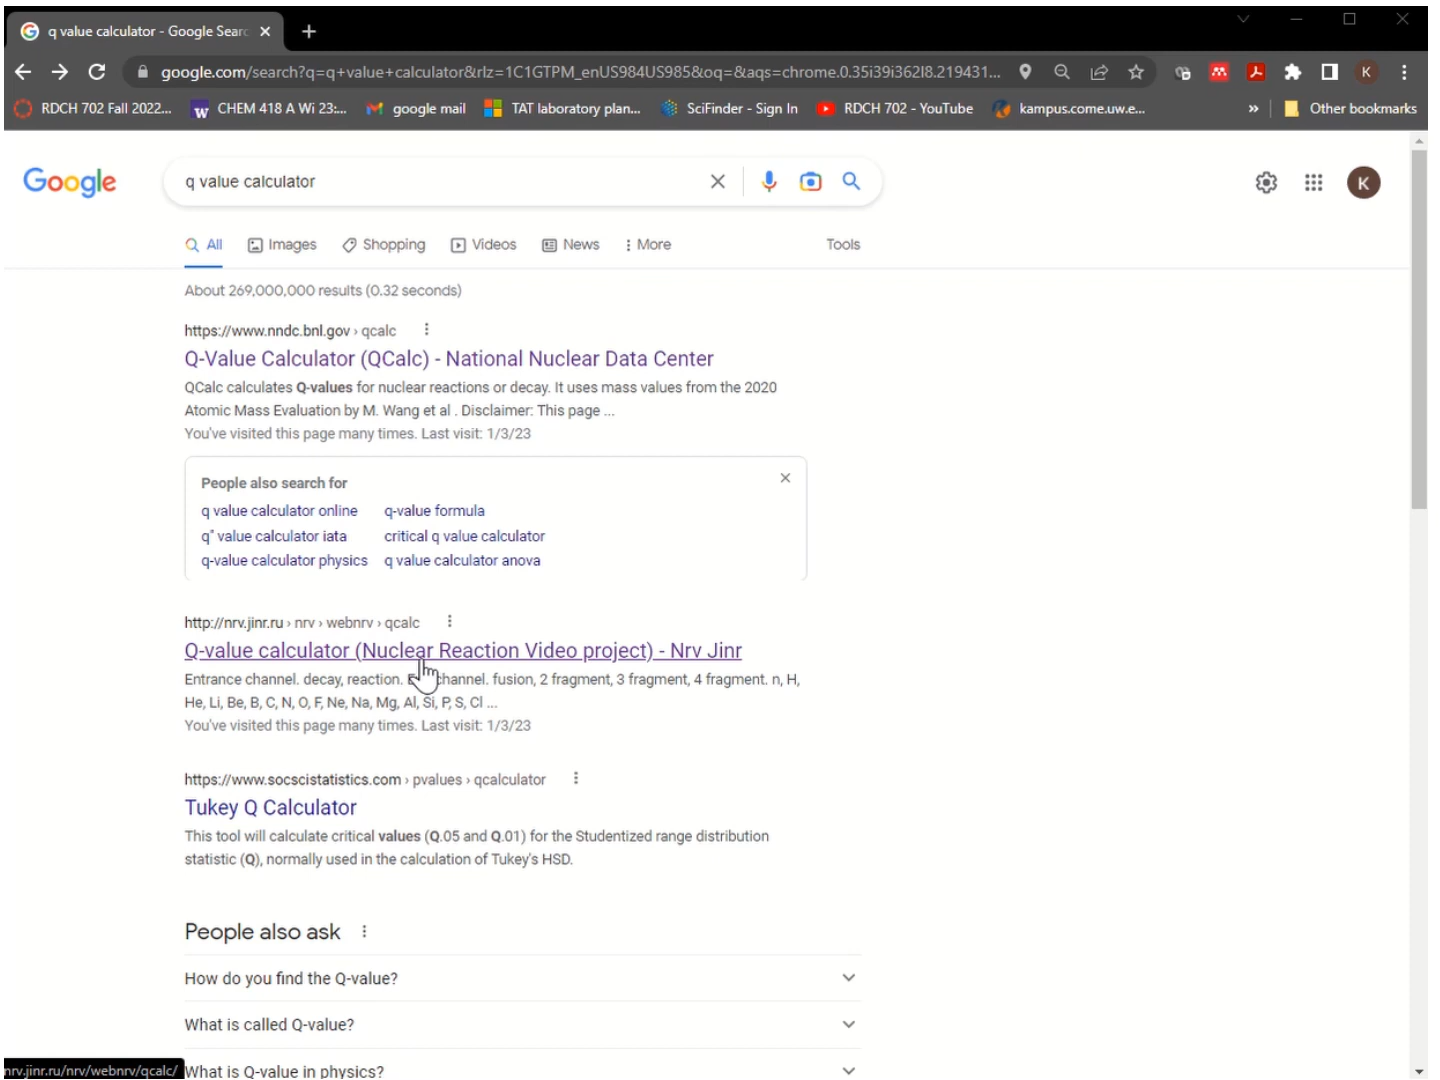 q value calculator - Google Searc
google.com/search?q=q+value+calculator&rlz=1C1GTPM_enUS984US985&oq=&aqs=chrome.0.35i39i362l8.219431...
K
RDCH 702 Fall 2022...
CHEM 418 A Wi 23:...
google mail
TAT laboratory plan...
SciFinder - Sign In
RDCH 702 - YouTube
kampus.come.uw.e...
»
Other bookmarks
Google
q value calculator
K
All
Images
Shopping
Videos
News
More
Tools
About 269,000,000 results (0.32 seconds)
https://www.nndc.bnl.gov › qcalc
Q-Value Calculator (QCalc) - National Nuclear Data Center
QCalc calculates Q-values for nuclear reactions or decay. It uses mass values from the 2020
Atomic Mass Evaluation by M. Wang et al . Disclaimer: This page ...
You've visited this page many times. Last visit: 1/3/23
People also search for
q value calculator online
q-value formula
q" value calculator iata
critical q value calculator
q-value calculator physics
q value calculator anova
http://nrv.jinr.ru › nrv › webnrv › qcalc
Q-value calculator (Nuclear Reaction Video project) - Nrv Jinr
Entrance channel. decay, reaction. channel. fusion, 2 fragment, 3 fragment, 4 fragment. n, H,
He, Li, Be, B, C, N, O, F, Ne, Na, Mg, Al, Si, P, S, Cl ...
You've visited this page many times. Last visit: 1/3/23
https://www.socscistatistics.com › pvalues › qcalculator
Tukey Q Calculator
This tool will calculate critical values (Q.05 and Q.01) for the Studentized range distribution
statistic (Q), normally used in the calculation of Tukey's HSD.
People also ask
How do you find the Q-value?
What is called Q-value?
What is Q-value in physics?
nrv.jinr.ru/nrv/webnrv/qcalc/